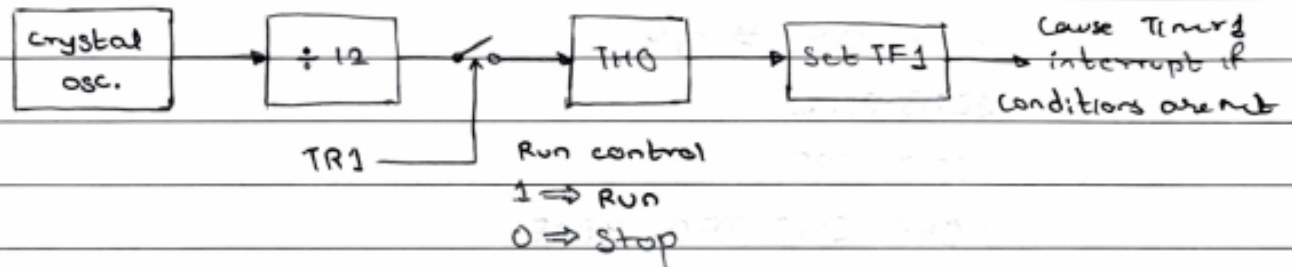 crystal
osc.
÷ 12
TH0
Set TF1
Cause Timer1
interrupt if
conditions are met
TR1
Run control
1 ⇒ Run
0 ⇒ Stop